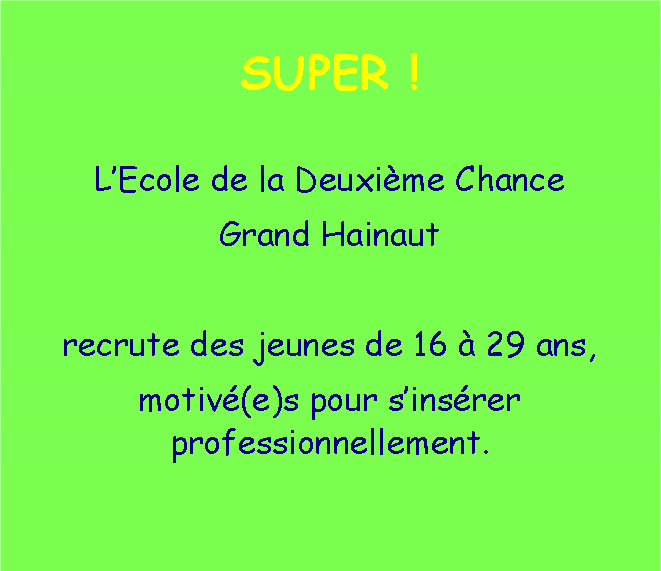 SUPER !
L’Ecole de la Deuxième Chance
Grand Hainaut
recrute des jeunes de 16 à 29 ans,
motivé(e)s pour s’insérer
professionnellement.